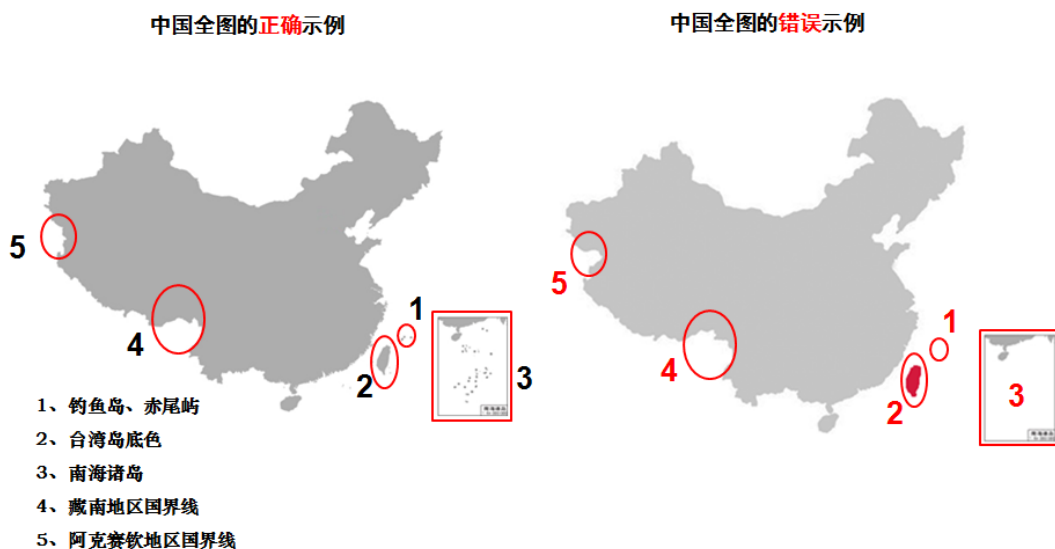 中国全图的正确示例
中国全图的错误示例
5
4
1
2
3
5
4
1
2
3
1、钓鱼岛、赤尾屿
2、台湾岛底色
3、南海诸岛
4、藏南地区国界线
5、阿克赛钦地区国界线